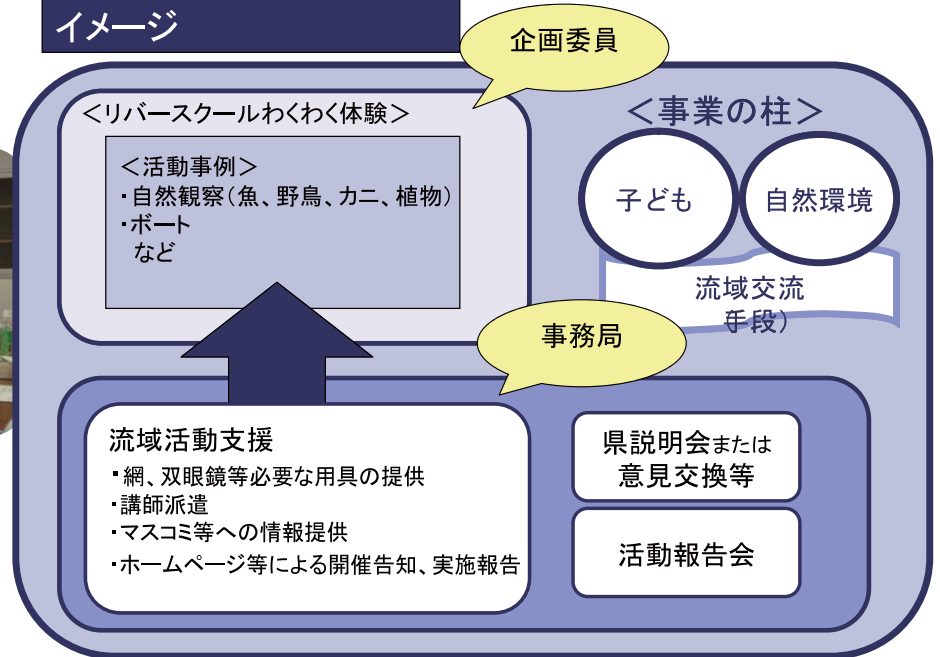 イメージ
企画委員
＜リバースクールわくわく体験＞
＜活動事例＞
・自然観察（魚、野鳥、カニ、植物）
・ボート
など
＜事業の柱＞
子ども
自然環境
流域交流
手段）
事務局
流域活動支援
・網、双眼鏡等必要な用具の提供
・講師派遣
・マスコミ等への情報提供
・ホームページ等による開催告知、実施報告
県説明会または
意見交換等
活動報告会